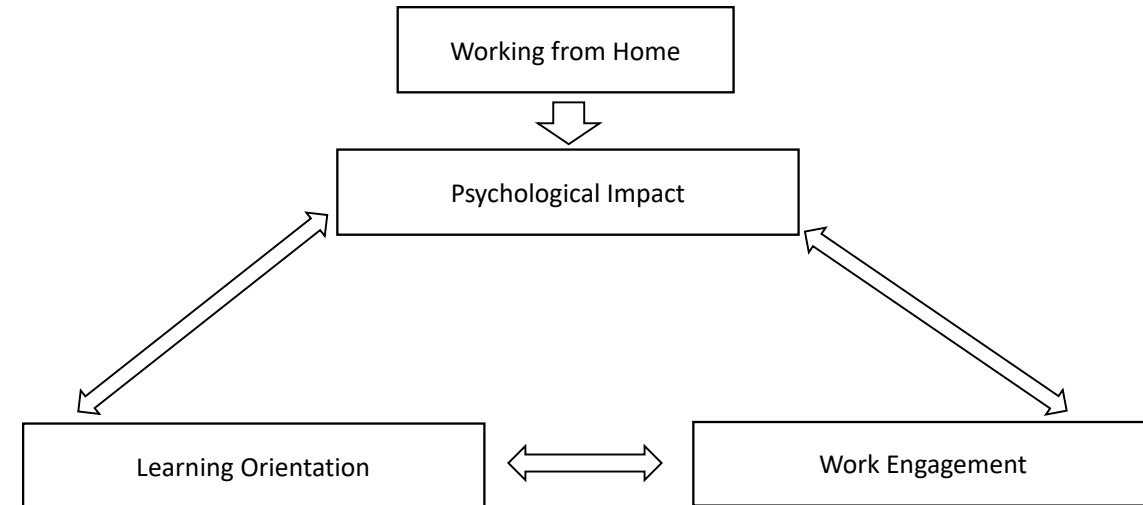 Working from Home
Psychological Impact
Learning Orientation
Work Engagement